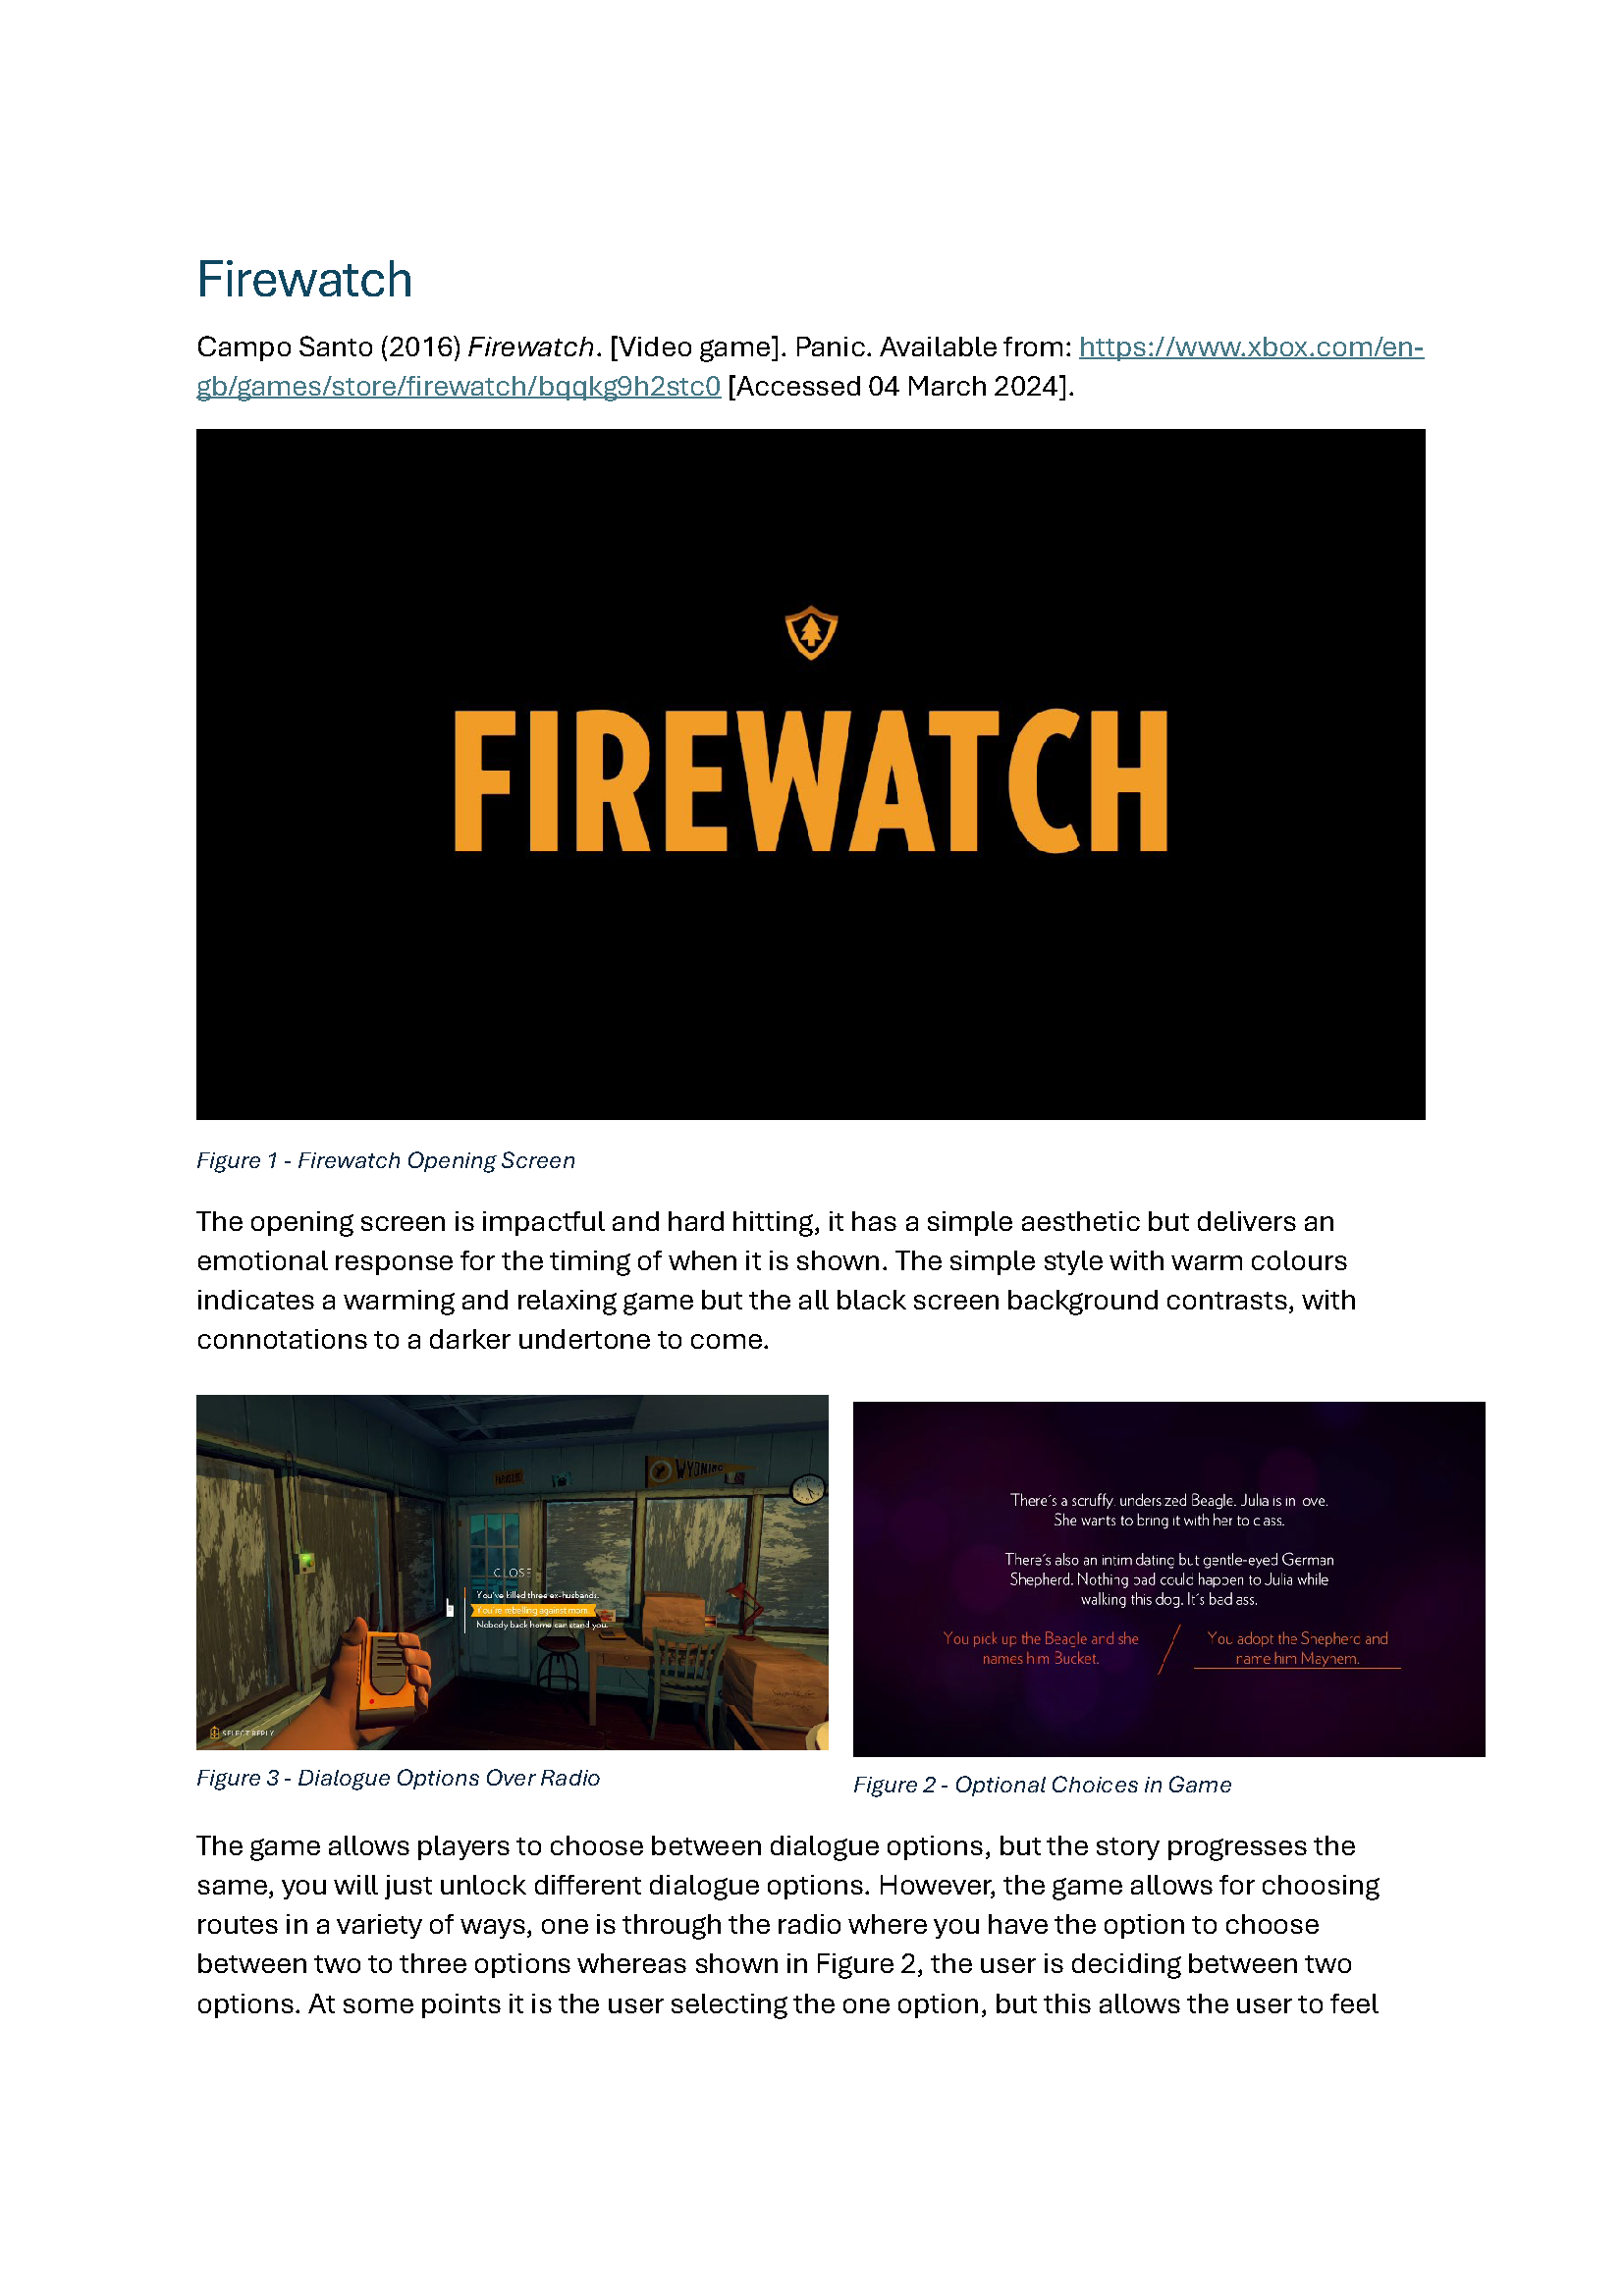 Firewatch
Campo Santo (2016) Firewatch. [Video game]. Panic. Available from: https://www.xbox.com/en-
gb/games/store/firewatch/bqqkg9h2stc0 [Accessed 04 March 2024].
FIREWATCH
Figure 1 - Firewatch Opening Screen
The opening screen is impactful and hard hitting, it has a simple aesthetic but delivers an
emotional response for the timing of when it is shown. The simple style with warm colours
indicates a warming and relaxing game but the all black screen background contrasts, with
connotations to a darker undertone to come.
WYOMING
CLOSE
You've killed three ex-husbands.
You're rebelling against mom.
Nobody back home can stand you.
SELECT REPLY
Figure 3 - Dialogue Options Over Radio
There's a scruffy, undersized Beagle. Julia is in love.
She wants to bring it with her to class.
There's also an intimidating but gentle-eyed German
Shepherd. Nothing bad could happen to Julia while
walking this dog. It's bad ass.
You pick up the Beagle and she
names him Bucket.
You adopt the Shepherd and
name him Mayhem.
Figure 2 - Optional Choices in Game
The game allows players to choose between dialogue options, but the story progresses the
same, you will just unlock different dialogue options. However, the game allows for choosing
routes in a variety of ways, one is through the radio where you have the option to choose
between two to three options whereas shown in Figure 2, the user is deciding between two
options. At some points it is the user selecting the one option, but this allows the user to feel